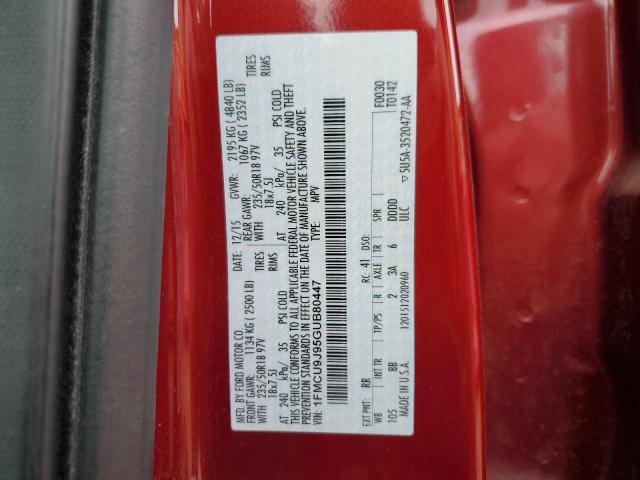 MFD. BY FORD MOTOR CO.
DATE: 12/15 GVWR: 2195 KG ( 4840 LB)
FRONT GAWR: 1134 KG ( 2500 LB) REAR GAWR: 1067 KG ( 2352 LB)
WITH 235/50R18 97V TIRES WITH 235/50R18 97V TIRES
18x7.5J RIMS 18x7.5J RIMS
AT 240 kPa/ 35 PSI COLD AT 240 kPa/ 35 PSI COLD
THIS VEHICLE CONFORMS TO ALL APPLICABLE FEDERAL MOTOR VEHICLE SAFETY AND THEFT
PREVENTION STANDARDS IN EFFECT ON THE DATE OF MANUFACTURE SHOWN ABOVE.
VIN: 1FMCU9J95GUB80447
TYPE: MPV
F0030
T0142
EXT PNT: RR RC: 41 DSO:
WB INT TR TP/PS R AXLE TR SPR
105 8B 2 3A 6 DDDD
MADE IN U.S.A. 1201512020960 ULC
▽5U5A-3520472-AA